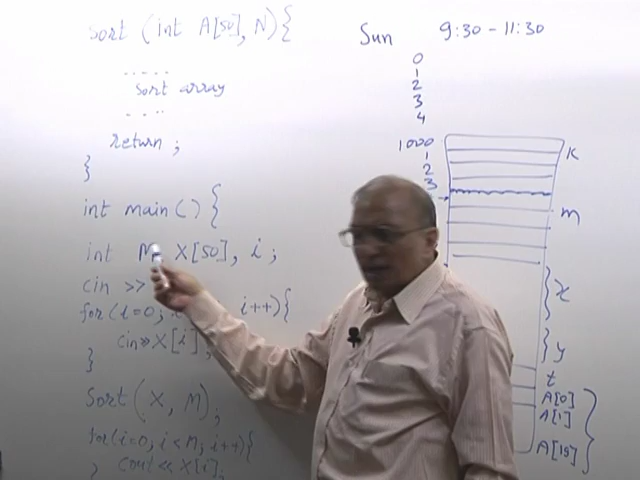 Sort (int A[50], N){
Sort array
return ;
}
int main() {
int M, X[50], i ;
cin >>
for(i=0; i++){
cin>>X[i];
}
Sort(X, M);
for(i=0; i<M; i++){
} cout<<X[i];
Sun 9:30 - 11:30
0
1
2
3
4
1000
1
2
3
K
m
x
y
t
A[0]
A[1]
A[19]